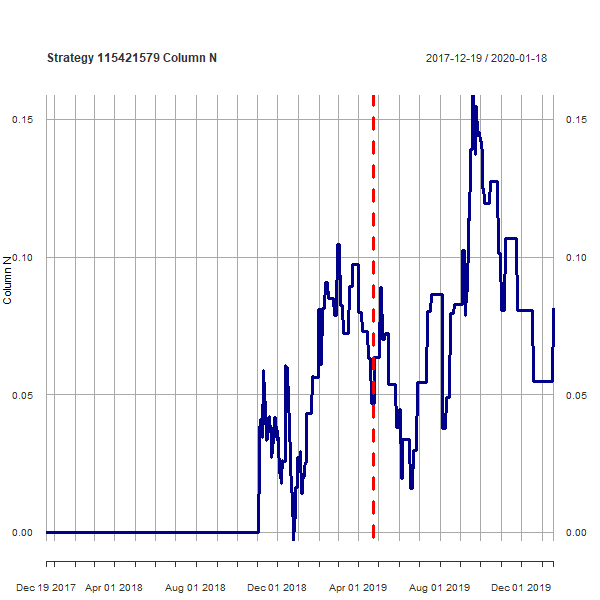 Strategy 115421579 Column N 2017-12-19 / 2020-01-18
0.15 0.15
0.10 0.10
Column N
0.05 0.05
0.00 0.00
Dec 19 2017 Apr 01 2018 Aug 01 2018 Dec 01 2018 Apr 01 2019 Aug 01 2019 Dec 01 2019